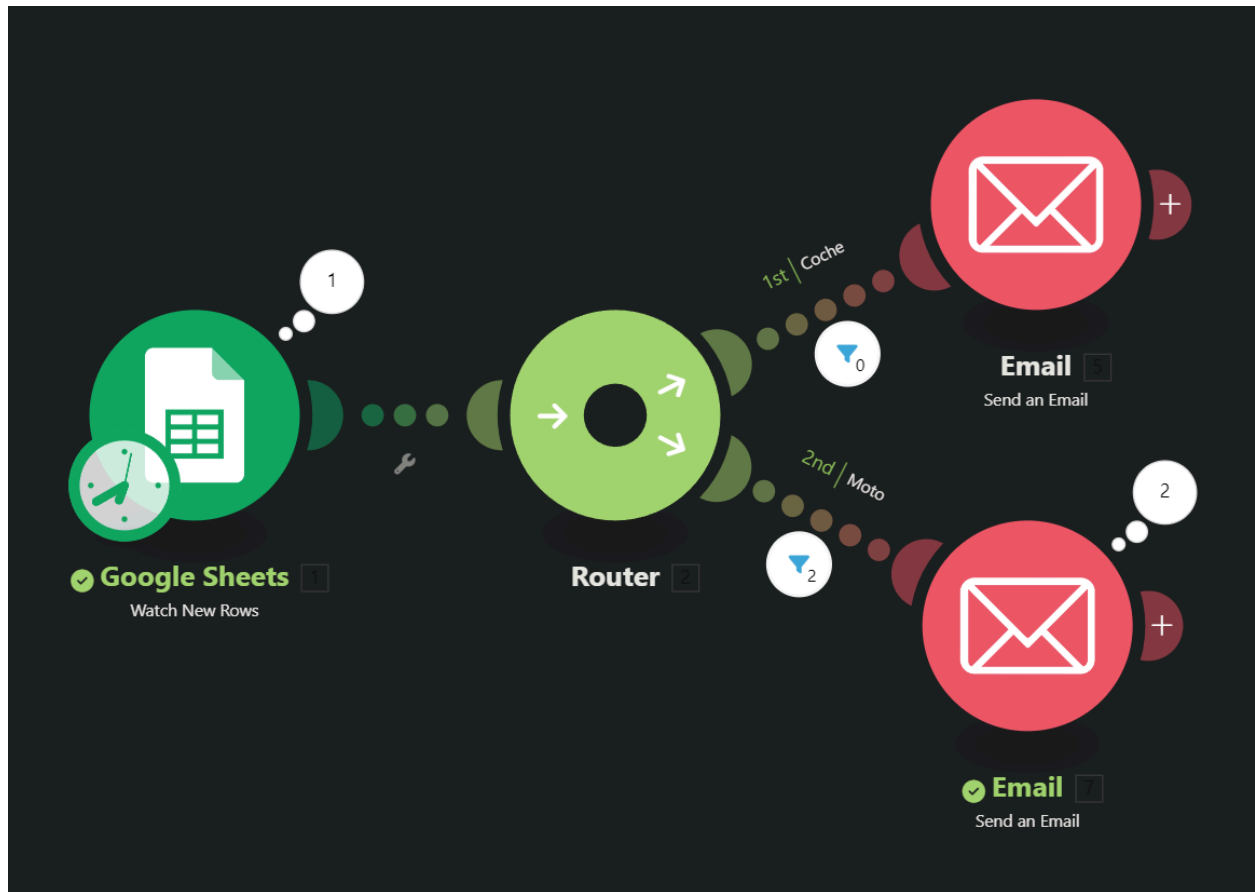 1
Google Sheets 1
Watch New Rows
Router 2
1st | Coche
0
Email 5
Send an Email
2nd | Moto
2
2
Email 7
Send an Email